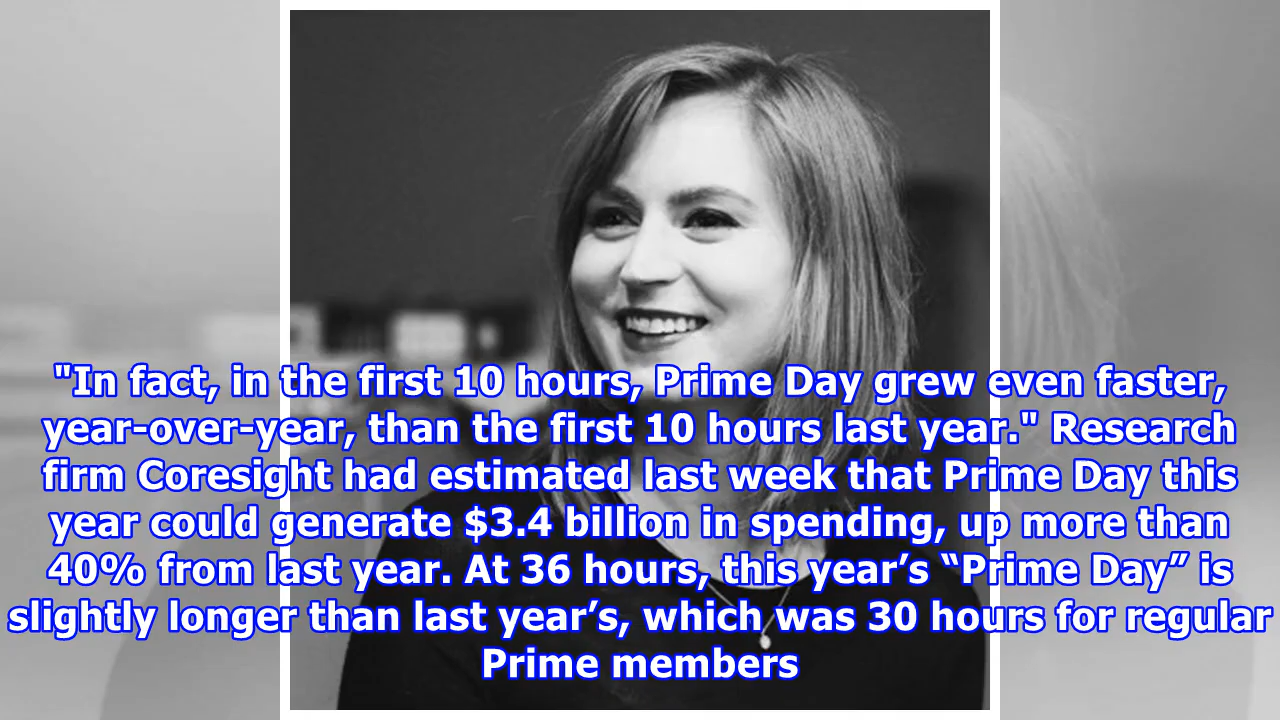 "In fact, in the first 10 hours, Prime Day grew even faster,
year-over-year, than the first 10 hours last year." Research
firm Coresight had estimated last week that Prime Day this
year could generate $3.4 billion in spending, up more than
40% from last year. At 36 hours, this year’s “Prime Day” is
slightly longer than last year’s, which was 30 hours for regular
Prime members